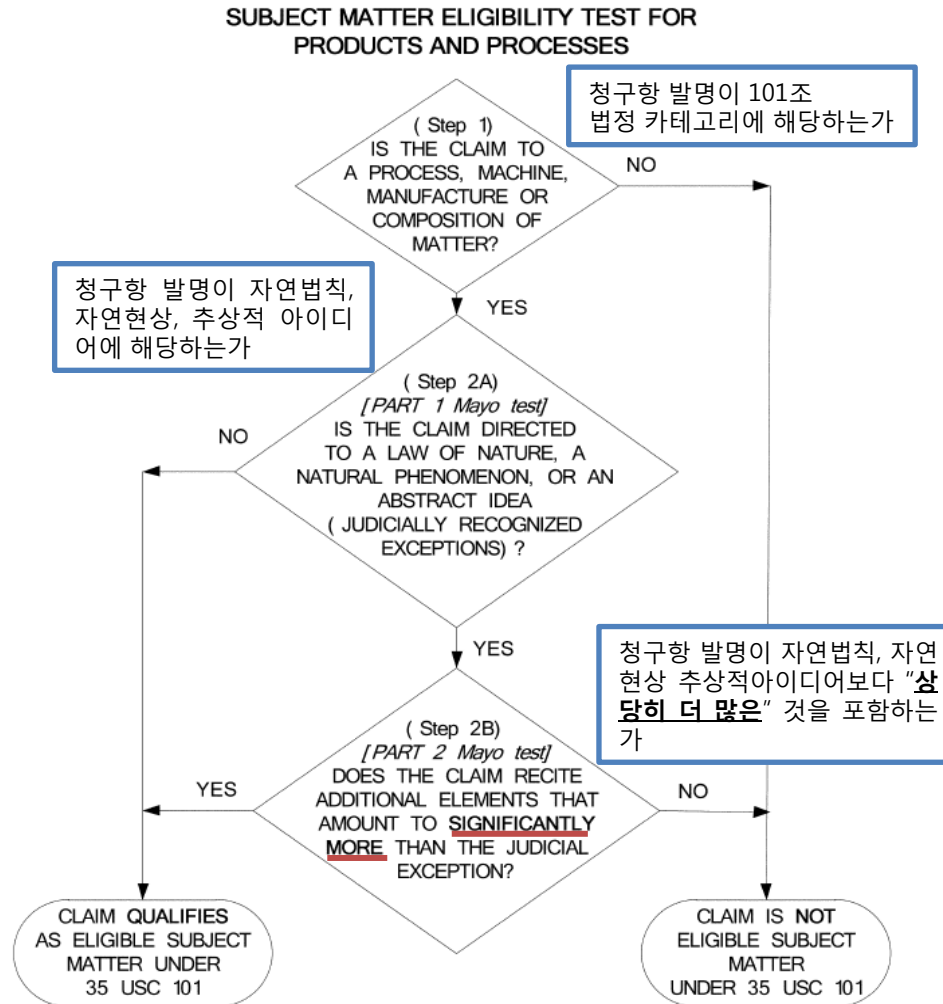 SUBJECT MATTER ELIGIBILITY TEST FOR
PRODUCTS AND PROCESSES
청구항 발명이 101조
법정 카테고리에 해당하는가
( Step 1)
IS THE CLAIM TO
A PROCESS, MACHINE,
MANUFACTURE OR
COMPOSITION OF
MATTER?
NO
YES
청구항 발명이 자연법칙,
자연현상, 추상적 아이디
어에 해당하는가
( Step 2A)
[PART 1 Mayo test]
IS THE CLAIM DIRECTED
TO A LAW OF NATURE, A
NATURAL PHENOMENON, OR AN
ABSTRACT IDEA
( JUDICIALLY RECOGNIZED
EXCEPTIONS) ?
NO
YES
청구항 발명이 자연법칙, 자연
현상 추상적아이디어보다 "상
당히 더 많은" 것을 포함하는
가
( Step 2B)
[PART 2 Mayo test]
DOES THE CLAIM RECITE
ADDITIONAL ELEMENTS THAT
AMOUNT TO SIGNIFICANTLY
MORE THAN THE JUDICIAL
EXCEPTION?
YES
NO
CLAIM QUALIFIES
AS ELIGIBLE SUBJECT
MATTER UNDER
35 USC 101
CLAIM IS NOT
ELIGIBLE SUBJECT
MATTER
UNDER 35 USC 101